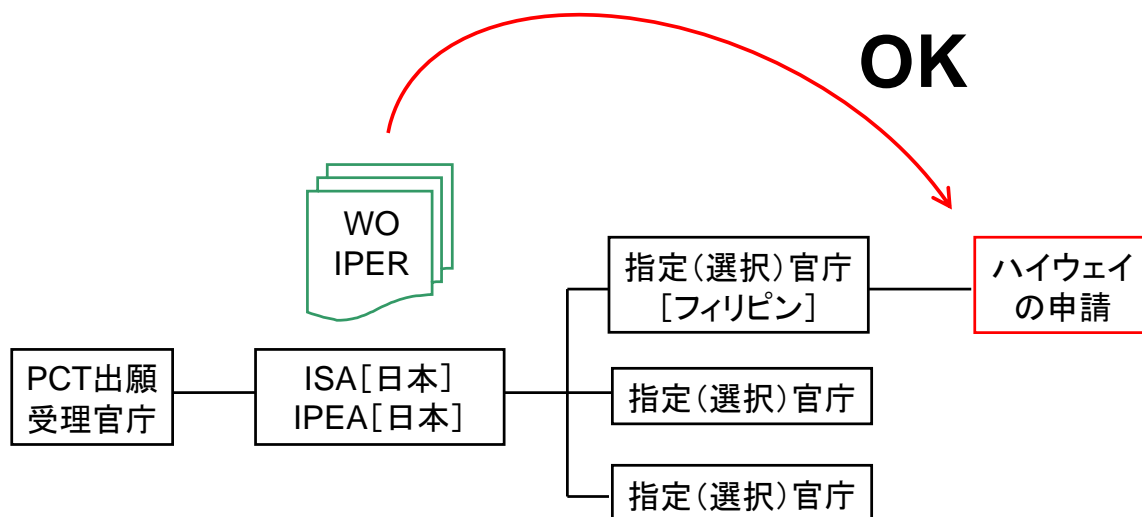 OK
WO
IPER
指定(選択)官庁
[フィリピン]
ハイウェイ
の申請
PCT出願
受理官庁
ISA[日本]
IPEA[日本]
指定(選択)官庁
指定(選択)官庁